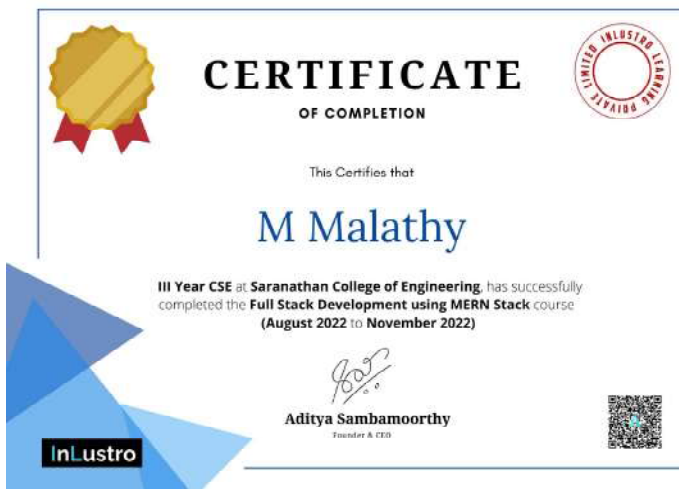 CERTIFICATE
OF COMPLETION
INLUSTRO LEARNING PRIVATE LIMITED
This Certifies that
M Malathy
III Year CSE at Saranathan College of Engineering, has successfully
completed the Full Stack Development using MERN Stack course
(August 2022 to November 2022)
Aditya Sambamoorthy
Founder & CEO
InLustro